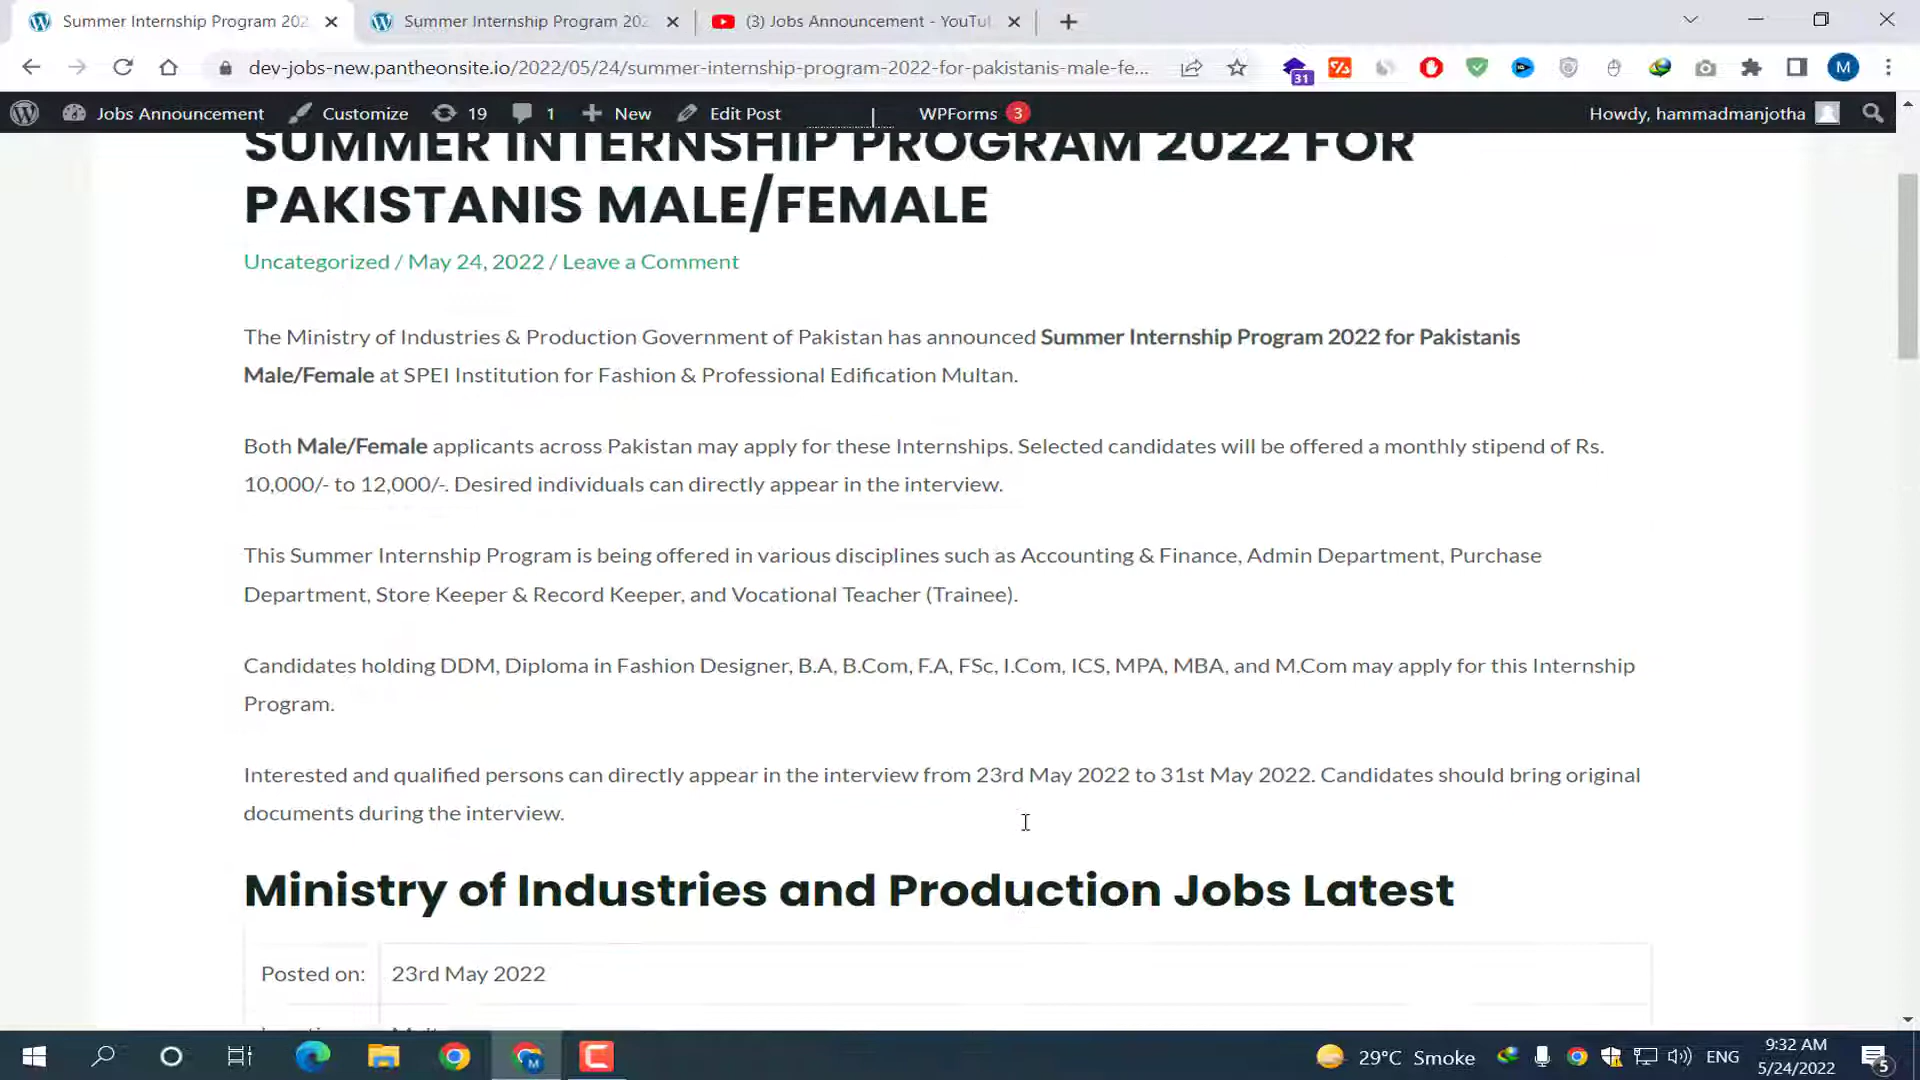 Summer Internship Program 202
Summer Internship Program 202
(3) Jobs Announcement - YouTu
dev-jobs-new.pantheonsite.io/2022/05/24/summer-internship-program-2022-for-pakistanis-male-fe...
31
M
Jobs Announcement
Customize
19
1
New
Edit Post
WPForms 3
Howdy, hammadmanjotha
SUMMER INTERNSHIP PROGRAM 2022 FOR
PAKISTANIS MALE/FEMALE
Uncategorized / May 24, 2022 / Leave a Comment
The Ministry of Industries & Production Government of Pakistan has announced Summer Internship Program 2022 for Pakistanis
Male/Female at SPEI Institution for Fashion & Professional Edification Multan.
Both Male/Female applicants across Pakistan may apply for these Internships. Selected candidates will be offered a monthly stipend of Rs.
10,000/- to 12,000/-. Desired individuals can directly appear in the interview.
This Summer Internship Program is being offered in various disciplines such as Accounting & Finance, Admin Department, Purchase
Department, Store Keeper & Record Keeper, and Vocational Teacher (Trainee).
Candidates holding DDM, Diploma in Fashion Designer, B.A, B.Com, F.A, FSc, I.Com, ICS, MPA, MBA, and M.Com may apply for this Internship
Program.
Interested and qualified persons can directly appear in the interview from 23rd May 2022 to 31st May 2022. Candidates should bring original
documents during the interview.
Ministry of Industries and Production Jobs Latest
Posted on: 23rd May 2022
29°C Smoke
ENG
9:32 AM
5/24/2022
5